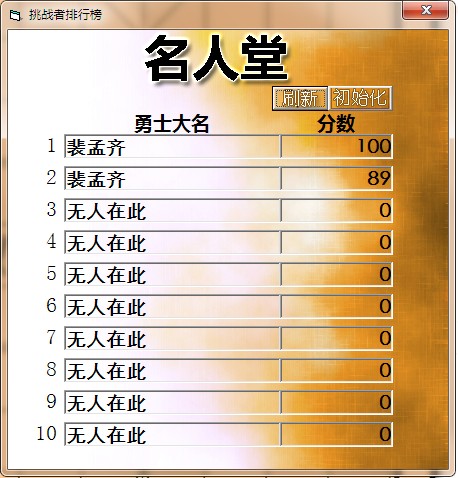 挑战者排行榜
名人堂
刷新 初始化
勇士大名 分数
1 裴孟齐 100
2 裴孟齐 89
3 无人在此 0
4 无人在此 0
5 无人在此 0
6 无人在此 0
7 无人在此 0
8 无人在此 0
9 无人在此 0
10 无人在此 0